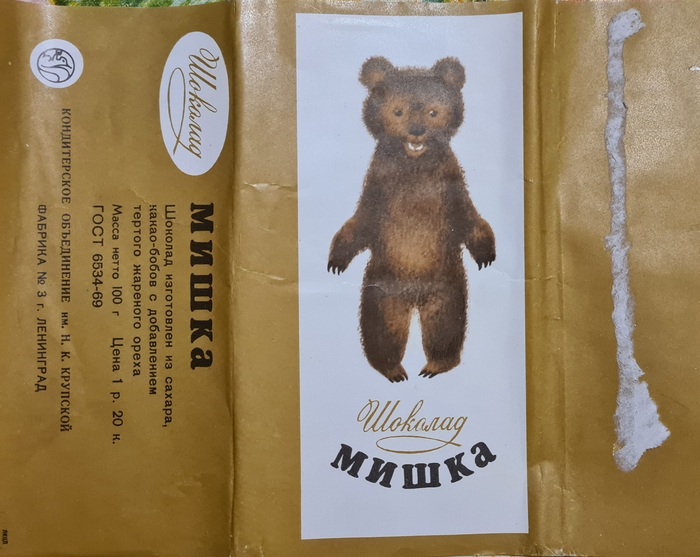 Шоколад
МИШКА
Шоколад изготовлен из сахара,
какао-бобов с добавлением
тертого жареного ореха
Масса нетто 100 г Цена 1 р. 20 к.
ГОСТ 6534-69
КОНДИТЕРСКОЕ ОБЪЕДИНЕНИЕ им. Н. К. КРУПСКОЙ
ФАБРИКА № 3 г. ЛЕНИНГРАД
Шоколад
МИШКА